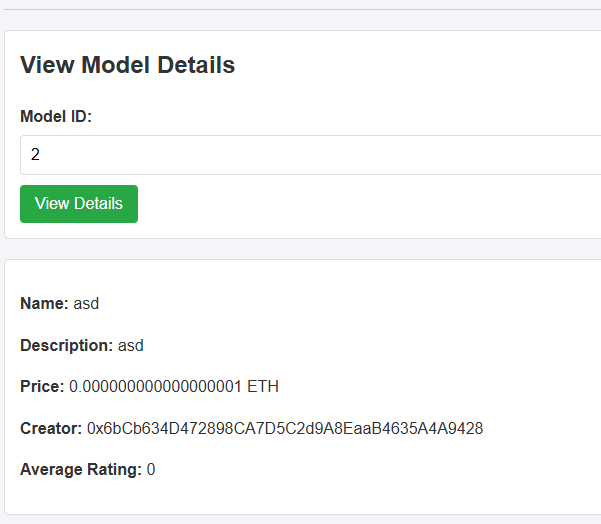 View Model Details
Model ID:
2
View Details
Name: asd
Description: asd
Price: 0.000000000000000001 ETH
Creator: 0x6bCb634D472898CA7D5C2d9A8EaaB4635A4A9428
Average Rating: 0